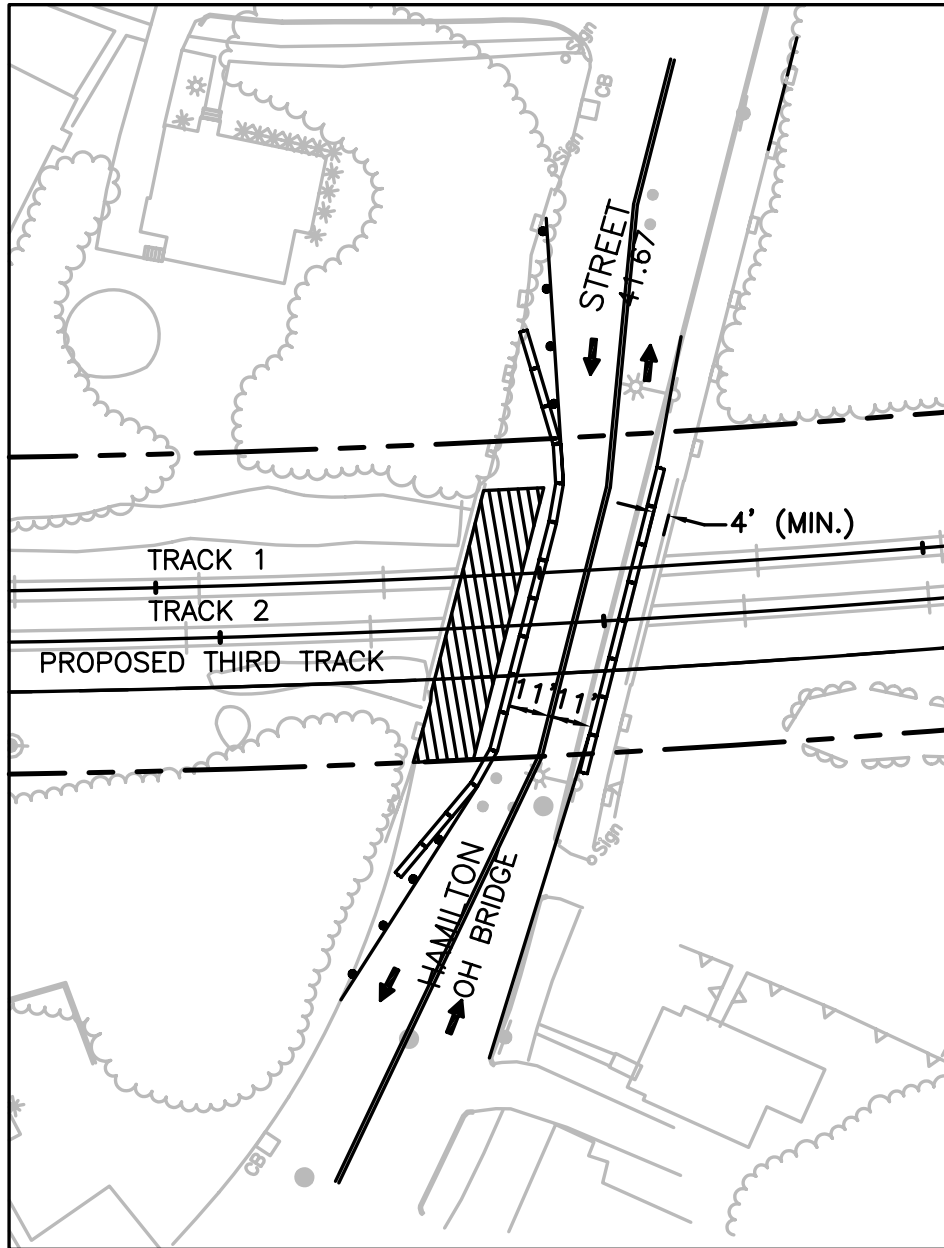 Sign
CB
Sign
STREET
41.67
4' (MIN.)
TRACK 1
TRACK 2
PROPOSED THIRD TRACK
11' 11'
Sign
HAMILTON
OH BRIDGE
CB